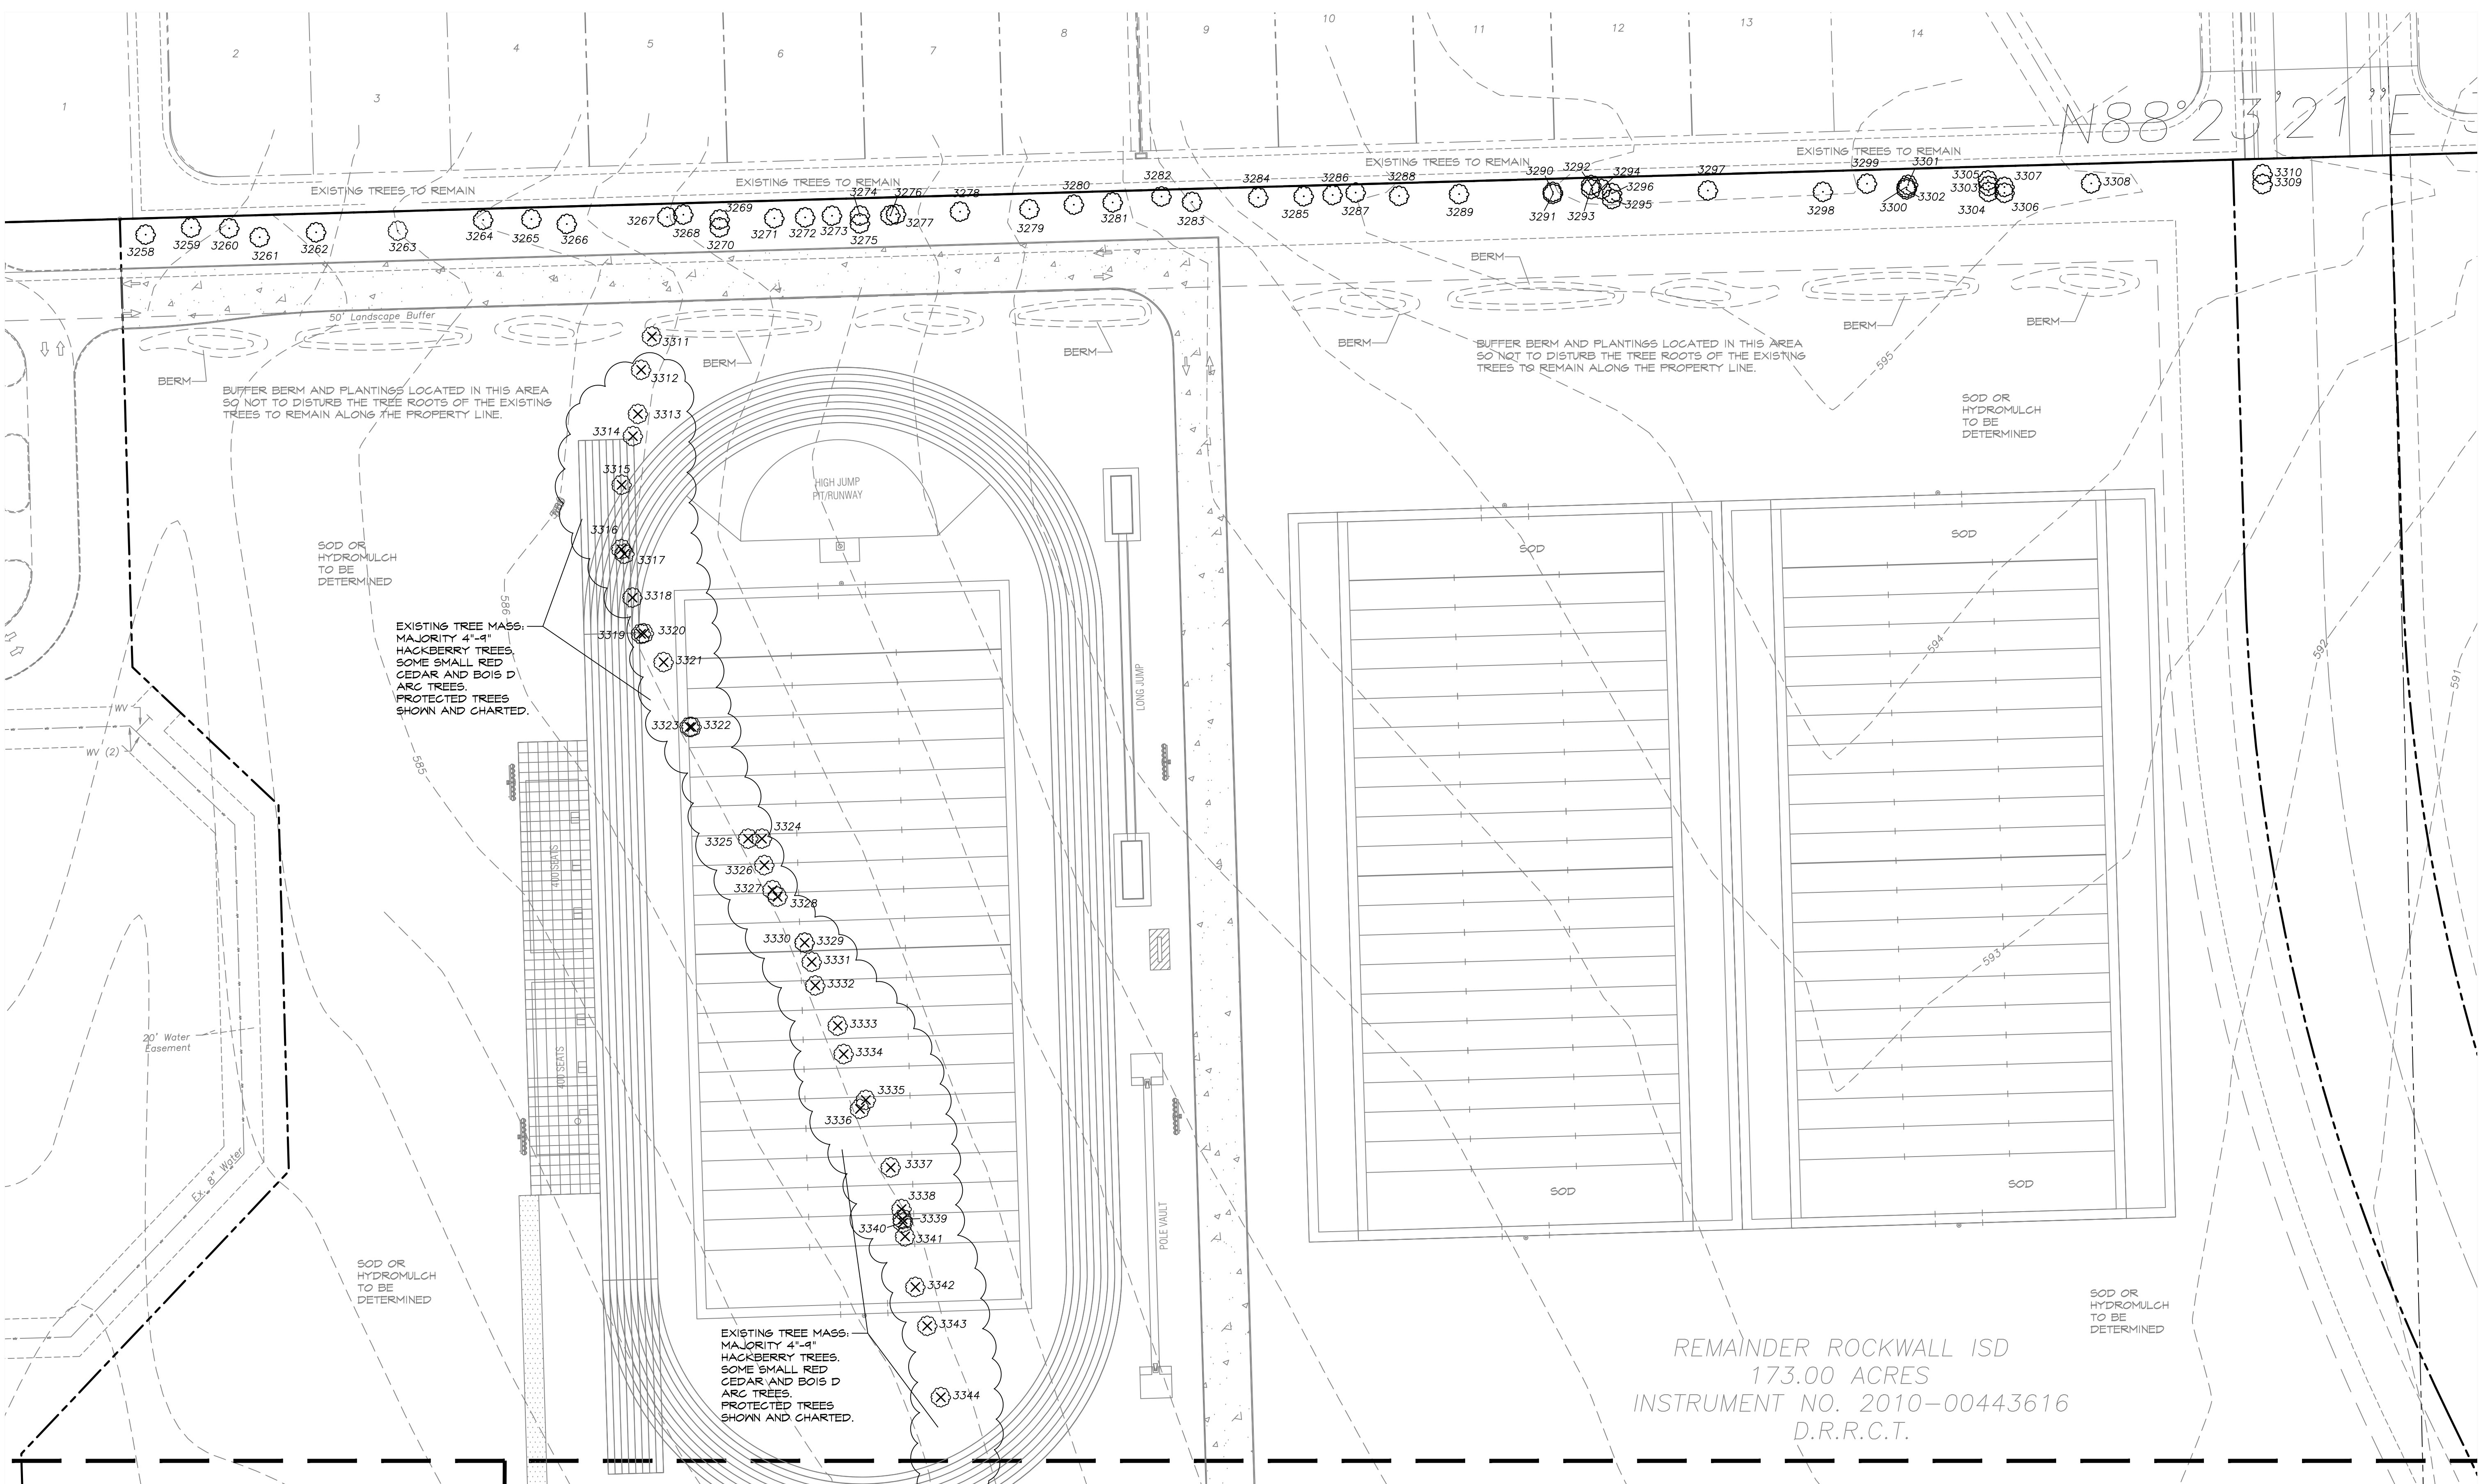 1
2
3
4
5
6
7
8
9
10
11
12
13
14
N88°23'21"E
EXISTING TREES TO REMAIN
EXISTING TREES TO REMAIN
EXISTING TREES TO REMAIN
EXISTING TREES TO REMAIN
3258
3259
3260
3261
3262
3263
3264
3265
3266
3267
3268
3269
3270
3271
3272
3273
3274
3275
3276
3277
3278
3279
3280
3281
3282
3283
3284
3285
3286
3287
3288
3289
3290
3291
3292
3293
3294
3296
3295
3297
3298
3299
3300
3301
3302
3305
3303
3304
3307
3306
3308
3310
3309
50' Landscape Buffer
BERM
BERM
BERM
BERM
BERM
BERM
BERM
BUFFER BERM AND PLANTINGS LOCATED IN THIS AREA
SO NOT TO DISTURB THE TREE ROOTS OF THE EXISTING
TREES TO REMAIN ALONG THE PROPERTY LINE.
BUFFER BERM AND PLANTINGS LOCATED IN THIS AREA
SO NOT TO DISTURB THE TREE ROOTS OF THE EXISTING
TREES TO REMAIN ALONG THE PROPERTY LINE.
595
SOD OR
HYDROMULCH
TO BE
DETERMINED
3311
3312
3313
3314
3315
3316
3317
3318
3319
3320
3321
3323
3322
HIGH JUMP
PIT/RUNWAY
SOD OR
HYDROMULCH
TO BE
DETERMINED
SOD
SOD
586
EXISTING TREE MASS:
MAJORITY 4"-9"
HACKBERRY TREES.
SOME SMALL RED
CEDAR AND BOIS D
ARC TREES.
PROTECTED TREES
SHOWN AND CHARTED.
LONG JUMP
594
592
591
WV
WV (2)
585
400 SEATS
3324
3325
3326
3327
3328
3330
3329
3331
3332
3333
3334
3335
3336
3337
3338
3339
3340
3341
3342
3343
3344
593
20' Water
Easement
400 SEATS
Ex. 8" Water
POLE VAULT
SOD
SOD
SOD OR
HYDROMULCH
TO BE
DETERMINED
SOD OR
HYDROMULCH
TO BE
DETERMINED
EXISTING TREE MASS:
MAJORITY 4"-9"
HACKBERRY TREES.
SOME SMALL RED
CEDAR AND BOIS D
ARC TREES.
PROTECTED TREES
SHOWN AND CHARTED.
REMAINDER ROCKWALL ISD
173.00 ACRES
INSTRUMENT NO. 2010-00443616
D.R.R.C.T.